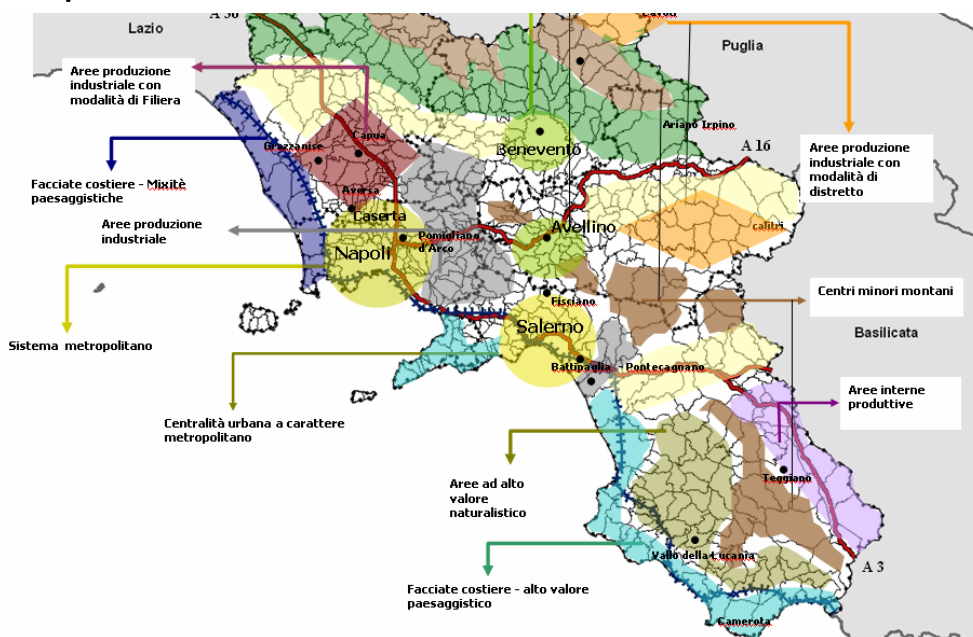 A 30
Lazio
Puglia
Aree produzione
industriale con
modalità di Filiera
Ariano Irpino
Capua
Grazzanise
Benevento
A 16
Aree produzione
industriale con
modalità di
distretto
Facciate costiere - Mixitè
paesaggistiche
Aversa
Caserta
Aree produzione
industriale
Pomigliano
d'Arco
Avellino
calitri
Napoli
Fisciano
Centri minori montani
Salerno
Basilicata
Sistema metropolitano
Battipaglia - Pontecagnano
Aree interne
produttive
Centralità urbana a carattere
metropolitano
Teggiano
Aree ad alto
valore
naturalistico
Vallo della Lucania
A 3
Facciate costiere - alto valore
paesaggistico
Camerota